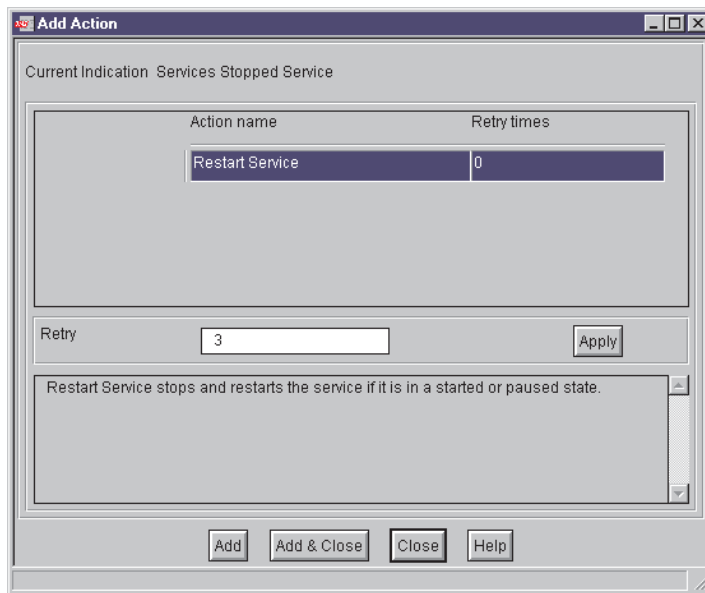 Add Action
Current Indication Services Stopped Service
Action name Retry times
Restart Service 0
Retry 3 Apply
Restart Service stops and restarts the service if it is in a started or paused state.
Add Add & Close Close Help